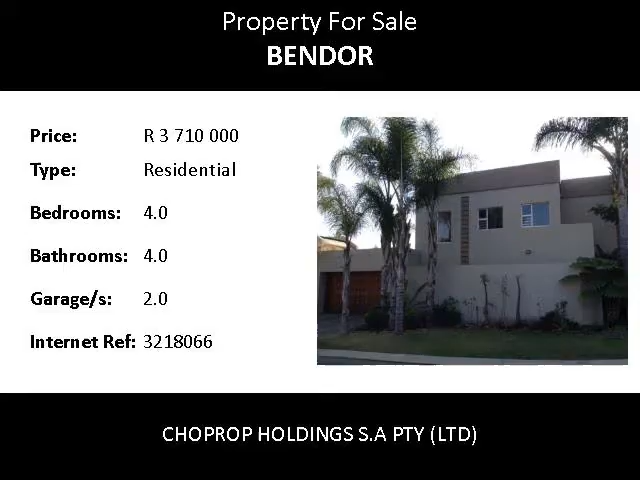 Property For Sale
BENDOR
Price: R 3 710 000
Type: Residential
Bedrooms: 4.0
Bathrooms: 4.0
Garage/s: 2.0
Internet Ref: 3218066
CHOPROP HOLDINGS S.A PTY (LTD)